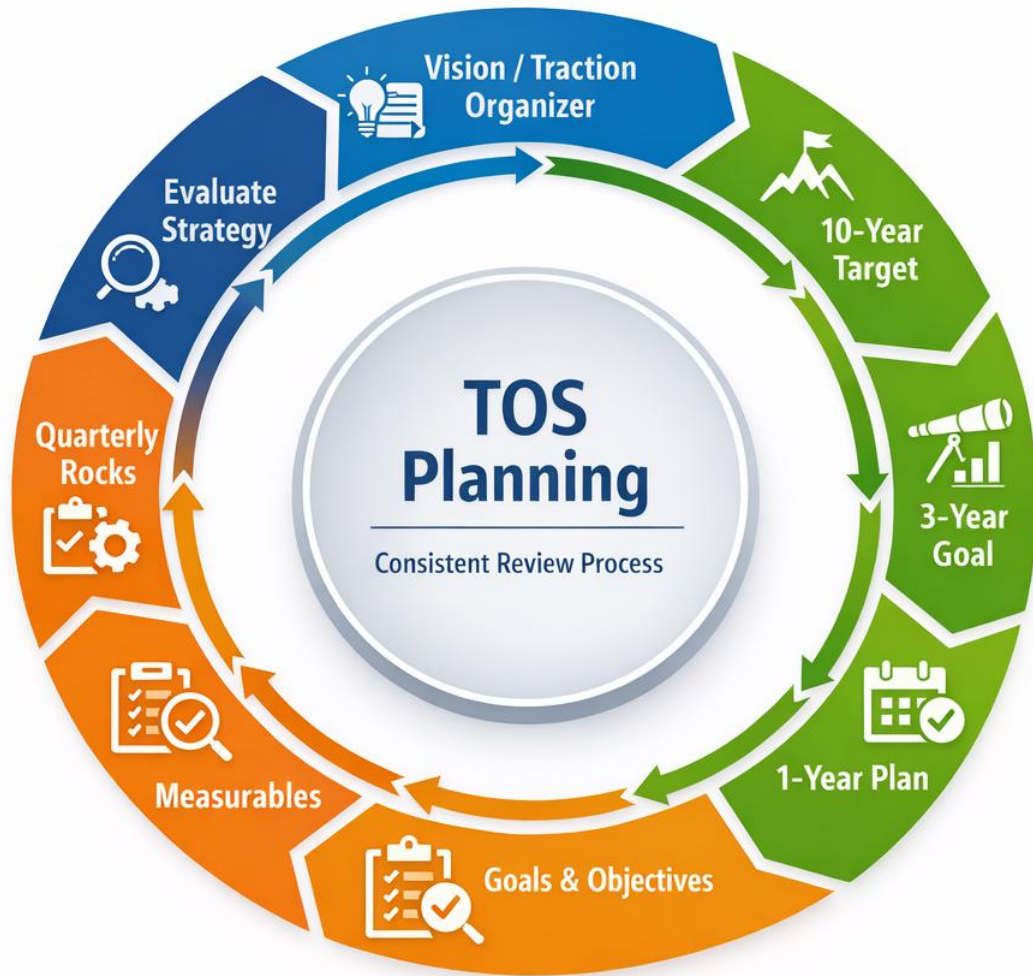 Vision / Traction
Organizer
10-Year
Target
3-Year
Goal
1-Year Plan
Goals & Objectives
Measurables
Quarterly
Rocks
Evaluate
Strategy
TOS
Planning
Consistent Review Process